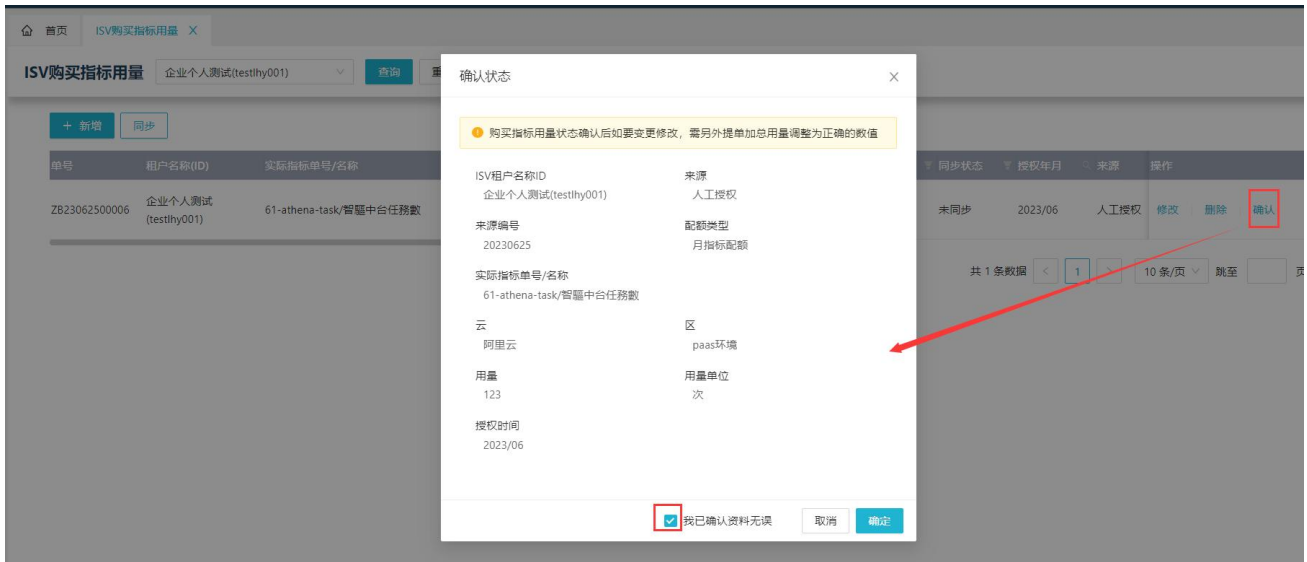 首页 ISV购买指标用量
ISV购买指标用量 企业个人测试(testlhy001) 查询 重
+ 新增 同步
单号 租户名称(ID) 实际指标单号/名称 同步状态 授权年月 来源 操作
ZB23062500006 企业个人测试(testlhy001) 61-athena-task/智驅中台任務數 未同步 2023/06 人工授权 修改 删除 确认
共 1 条数据 1 10 条/页 跳至 页
确认状态
购买指标用量状态确认后如要变更修改，需另外提单加总用量调整为正确的数值
ISV租户名称ID 来源
企业个人测试(testlhy001) 人工授权
来源编号 配额类型
20230625 月指标配额
实际指标单号/名称
61-athena-task/智驅中台任務數
云 区
阿里云 paas环境
用量 用量单位
123 次
授权时间
2023/06
我已确认资料无误 取消 确定